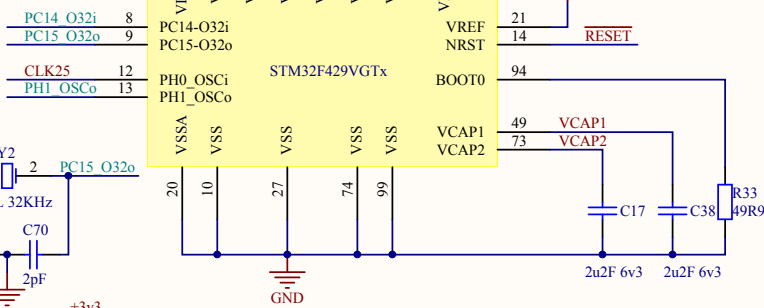 PC14_O32i 8 PC14-O32i
PC15_O32o 9 PC15-O32o
VREF 21
NRST 14 RESET
CLK25 12 PH0_OSCi
PH1_OSCo 13 PH1_OSCo
STM32F429VGTx
BOOT0 94
VCAP1 49 VCAP1
VCAP2 73 VCAP2
VSSA VSS VSS VSS VSS
20 10 27 74 99
Y2
2 PC15_O32o
32KHz
C70
2pF
C17
C38
R33
49R9
2u2F 6v3
2u2F 6v3
GND
+3v3